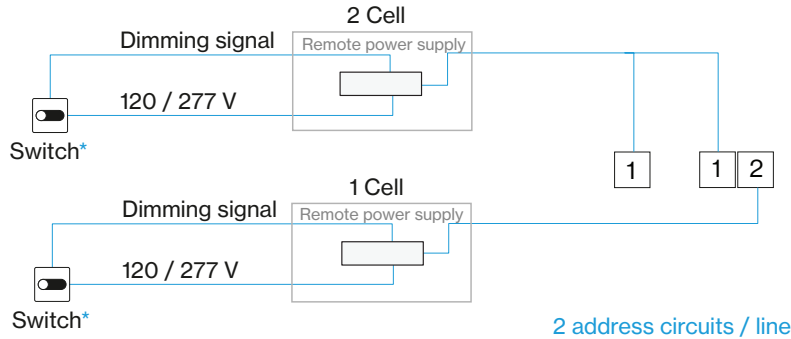 2 Cell
Dimming signal
Remote power supply
120 / 277 V
Switch*
1
1 2
1 Cell
Dimming signal
Remote power supply
120 / 277 V
Switch*
2 address circuits / line